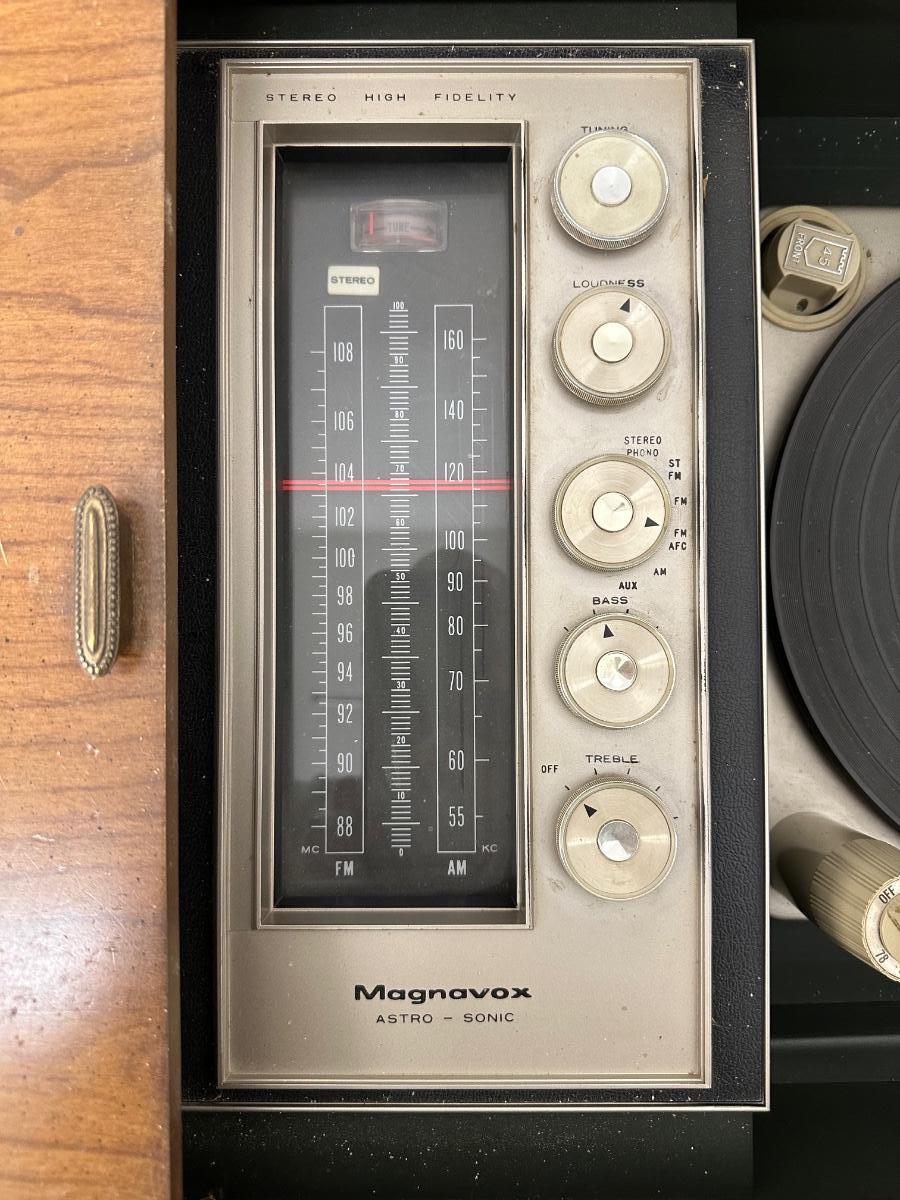 STEREO HIGH FIDELITY
TUNING
TUNE
STEREO
LOUDNESS
100
108
160
90
106
80
140
STEREO
PHONO
ST
FM
104
70
120
FM
102
60
100
100
FM
AFC
98
50
90
AM
AUX
96
40
80
BASS
94
30
70
92
20
90
60
TREBLE
OFF
10
88
55
MC
0
KC
FM
AM
Magnavox
ASTRO - SONIC
FRONT
45
OFF
78